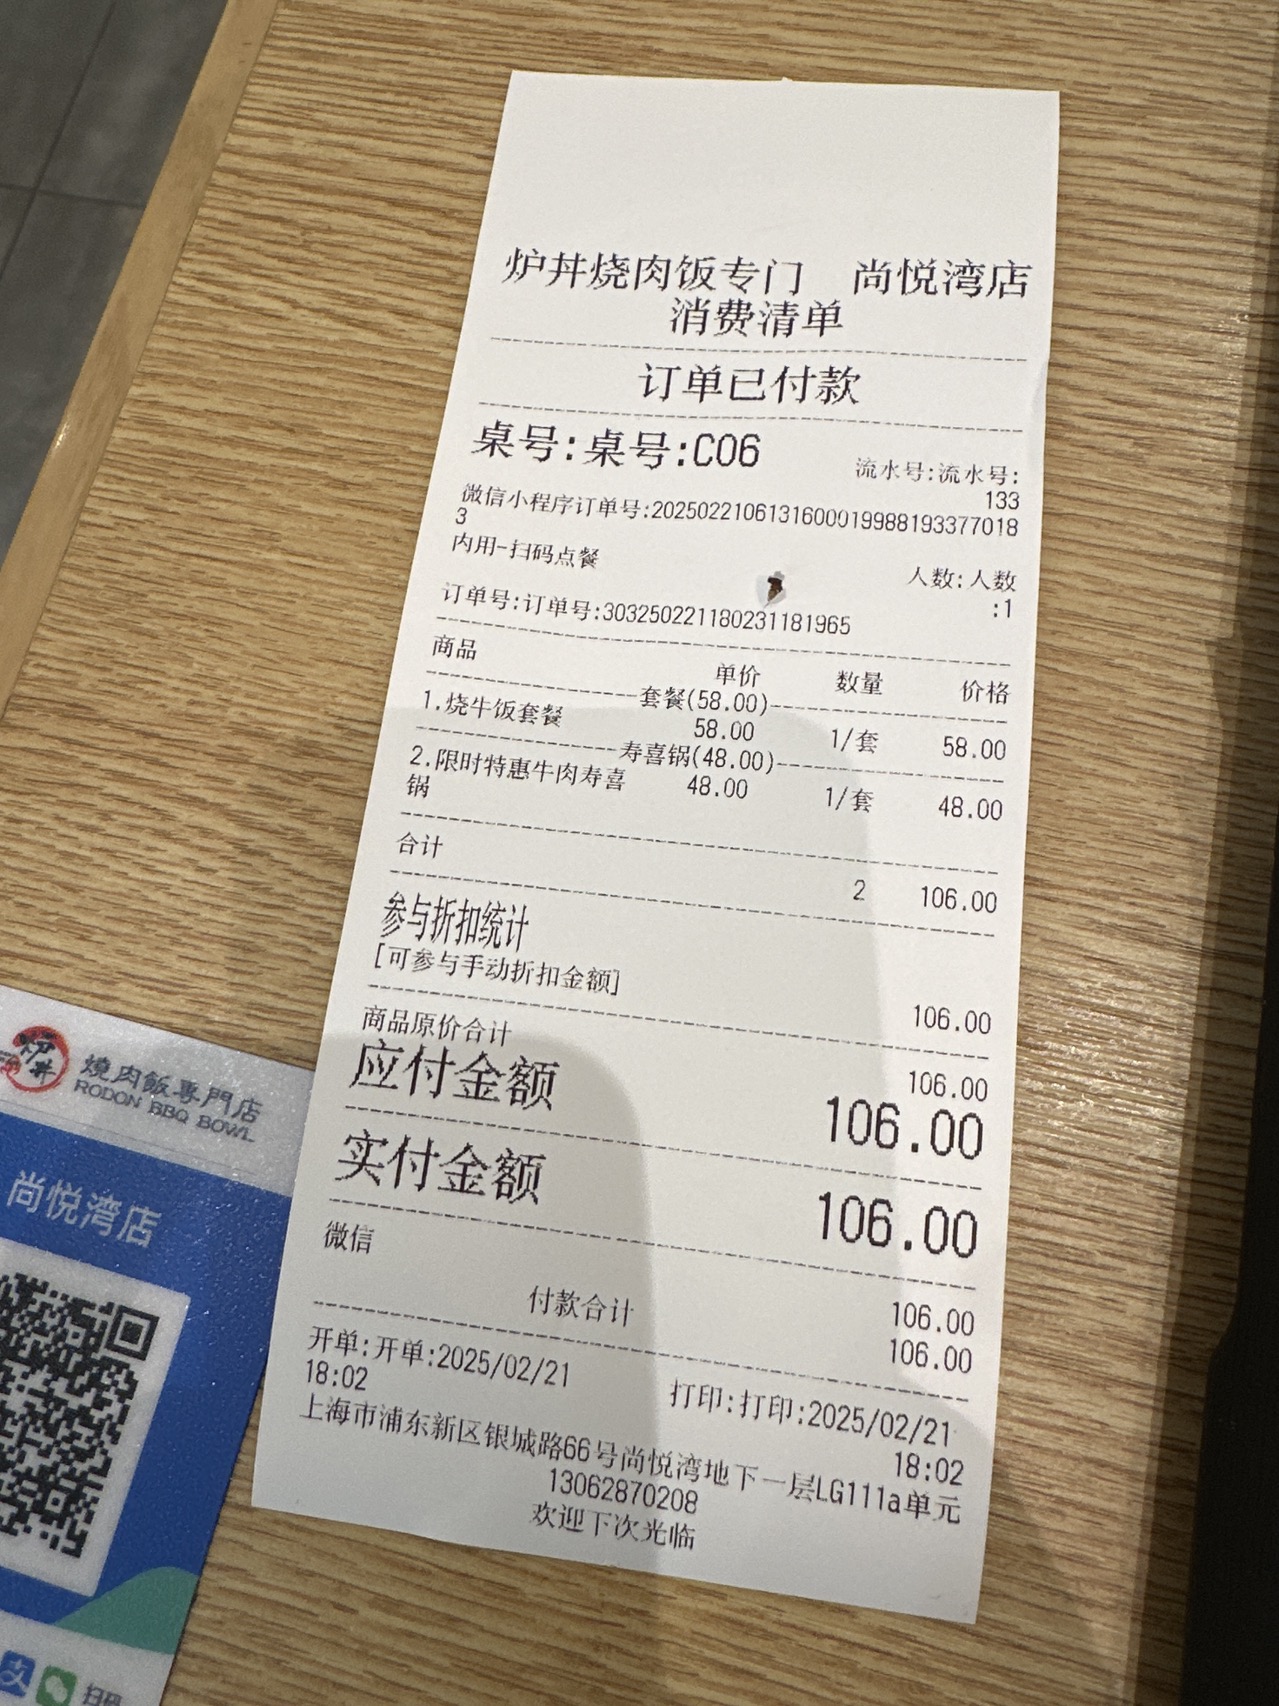 炉丼烧肉饭专门 尚悦湾店
消费清单
订单已付款
桌号:桌号:C06
流水号:流水号:
133
微信小程序订单号:2025022106131600019988193377018
3
内用-扫码点餐
人数:人数
:1
订单号:订单号:303250221180231181965
商品 单价 数量 价格
套餐(58.00)
1.烧牛饭套餐 58.00 1/套 58.00
寿喜锅(48.00)
2.限时特惠牛肉寿喜 48.00 1/套 48.00
锅
合计 2 106.00
参与折扣统计
[可参与手动折扣金额]
106.00
商品原价合计 106.00
应付金额 106.00
实付金额 106.00
微信 106.00
付款合计 106.00
开单:开单:2025/02/21
18:02
打印:打印:2025/02/21
18:02
上海市浦东新区银城路66号尚悦湾地下一层LG111a单元
13062870208
欢迎下次光临
炉丼
燒肉飯專門店
RODON BBQ BOWL
尚悦湾店
支
扫码